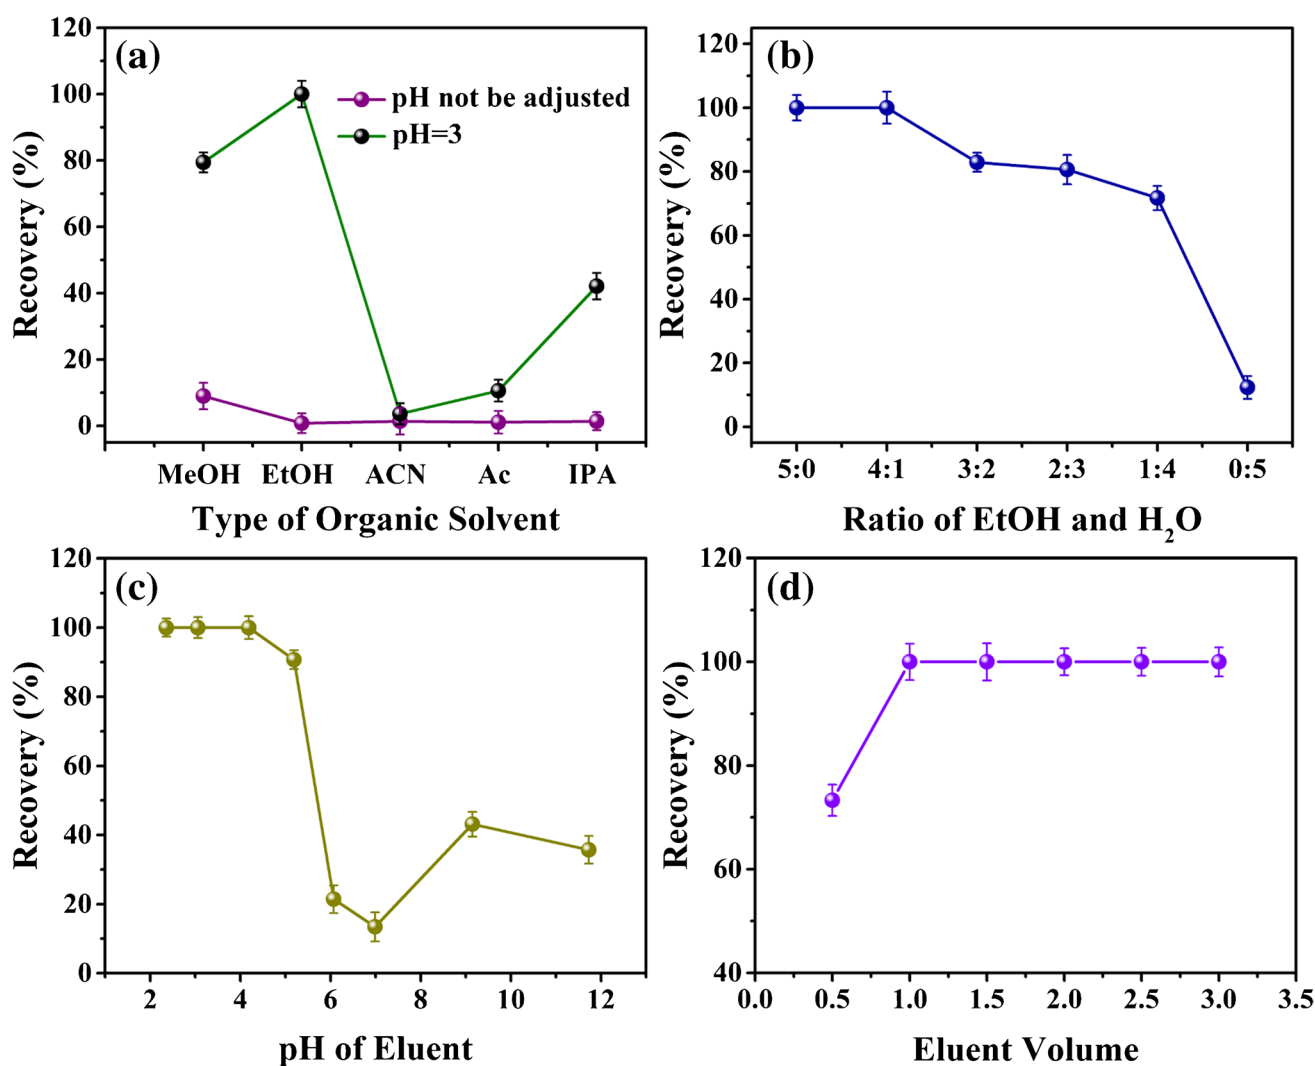 (a)
120
100
80
60
40
20
0
Recovery (%)
pH not be adjusted
pH=3
MeOH EtOH ACN Ac IPA
Type of Organic Solvent
(b)
120
100
80
60
40
20
0
Recovery (%)
5:0 4:1 3:2 2:3 1:4 0:5
Ratio of EtOH and H₂O
(c)
120
100
80
60
40
20
0
Recovery (%)
2 4 6 8 10 12
pH of Eluent
(d)
120
100
80
60
40
Recovery (%)
0.0 0.5 1.0 1.5 2.0 2.5 3.0 3.5
Eluent Volume